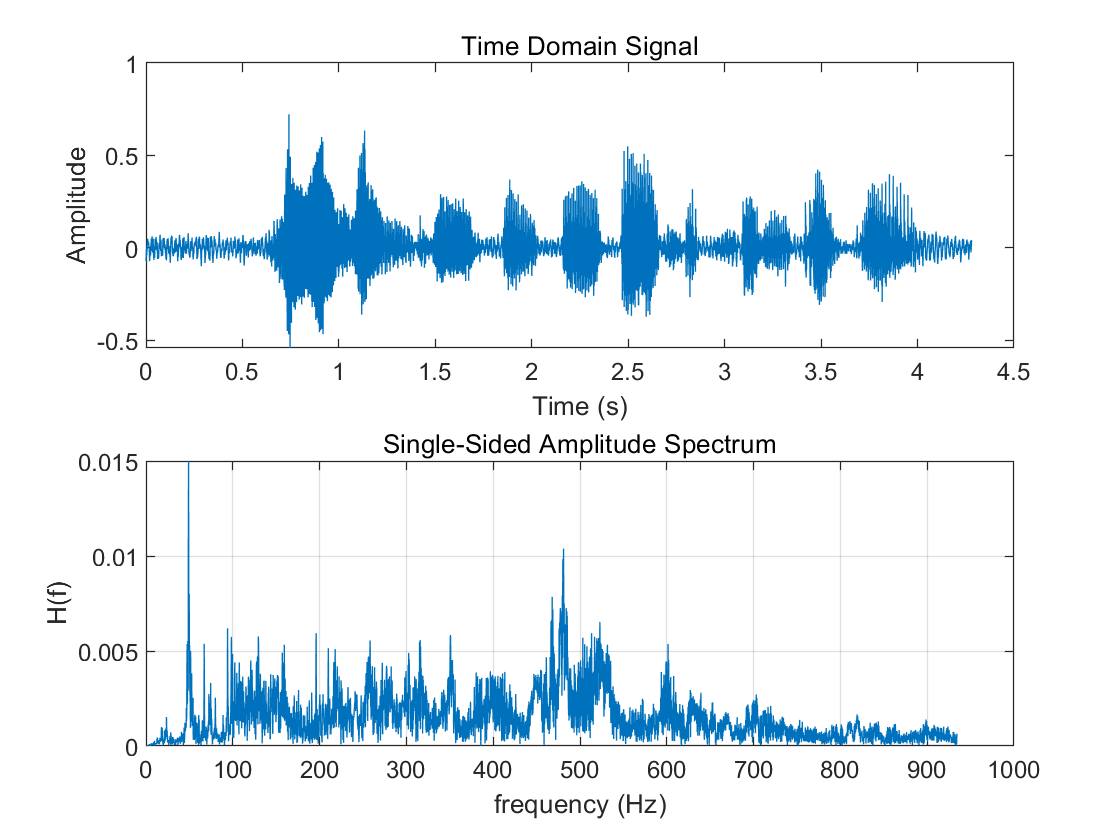 Time Domain Signal
1
0.5
0
-0.5
Amplitude
0 0.5 1 1.5 2 2.5 3 3.5 4 4.5
Time (s)
Single-Sided Amplitude Spectrum
0.015
0.01
0.005
0
H(f)
0 100 200 300 400 500 600 700 800 900 1000
frequency (Hz)